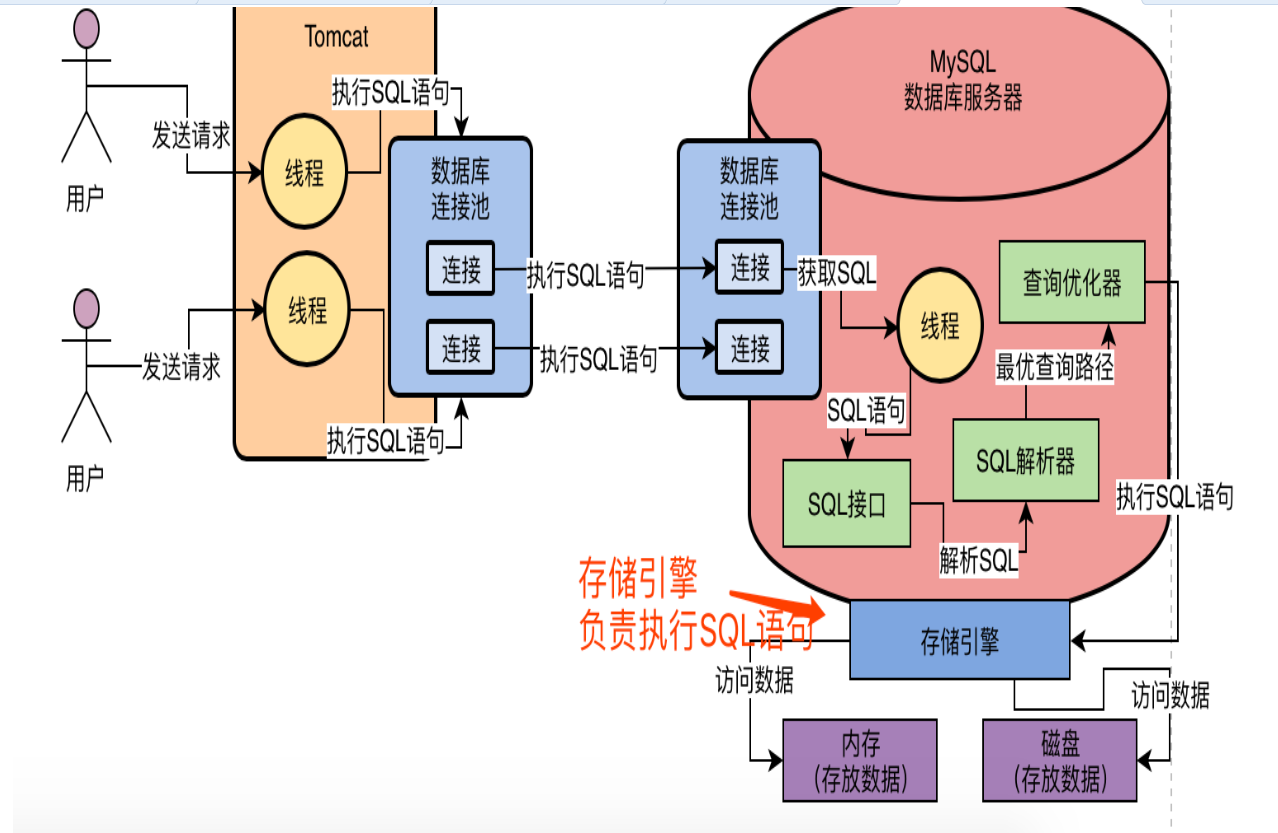 Tomcat
执行SQL语句
发送请求
线程
用户
数据库
连接池
连接
执行SQL语句
连接
执行SQL语句
线程
发送请求
执行SQL语句
用户
MySQL
数据库服务器
数据库
连接池
连接
获取SQL
连接
线程
查询优化器
最优查询路径
SQL语句
SQL解析器
SQL接口
解析SQL
执行SQL语句
存储引擎
负责执行SQL语句
存储引擎
访问数据
访问数据
内存
(存放数据)
磁盘
(存放数据)